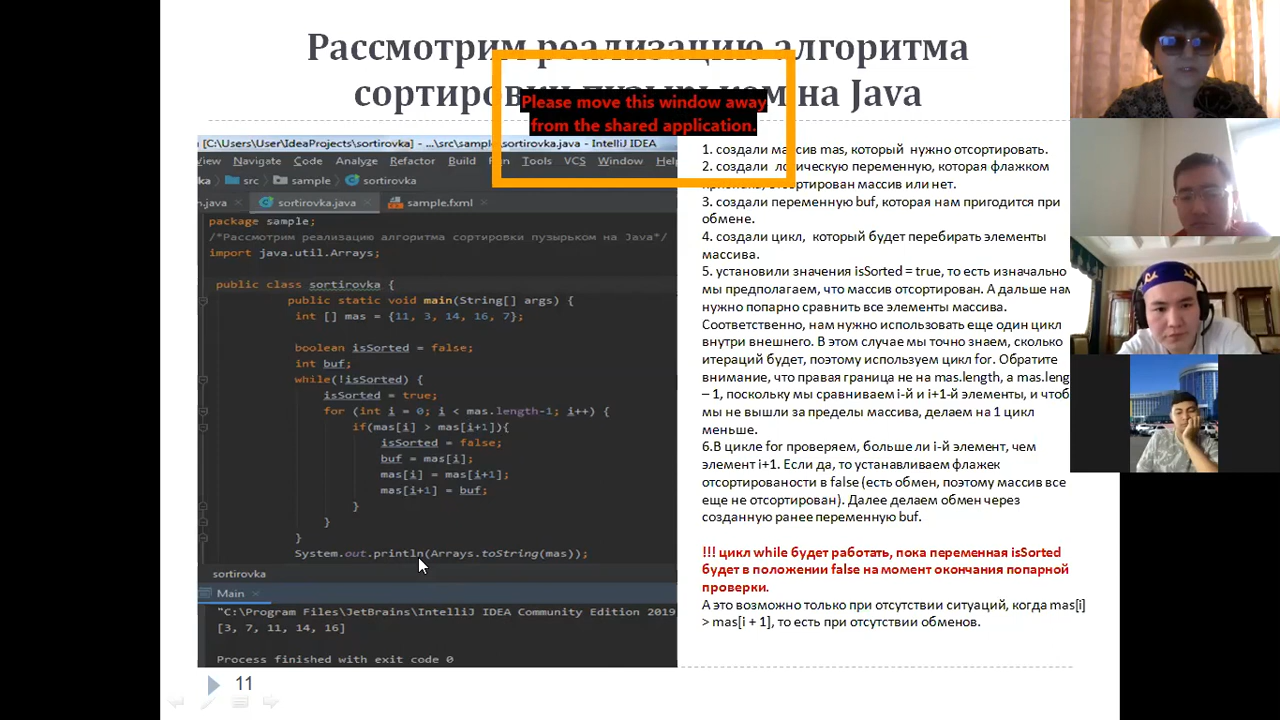 Рассмотрим реализацию алгоритма
сортировки пузырьком на Java
Please move this window away
from the shared application.
[C:\Users\User\IdeaProjects\sortirovka] - ...\src\sample\sortirovka.java - IntelliJ IDEA
View Navigate Code Analyze Refactor Build Tools VCS Window
src sample sortirovka
sortirovka.java sample.fxml
package sample;
/*Рассмотрим реализацию алгоритма сортировки пузырьком на Java*/
import java.util.Arrays;
public class sortirovka {
public static void main(String[] args) {
int [] mas = {11, 3, 14, 16, 7};
boolean isSorted = false;
int buf;
while(!isSorted) {
isSorted = true;
for (int i = 0; i < mas.length-1; i++) {
if(mas[i] > mas[i+1]){
isSorted = false;
buf = mas[i];
mas[i] = mas[i+1];
mas[i+1] = buf;
}
}
}
System.out.println(Arrays.toString(mas));
sortirovka
Main
"C:\Program Files\JetBrains\IntelliJ IDEA Community Edition 2019
[3, 7, 11, 14, 16]
Process finished with exit code 0
1. создали массив mas, который нужно отсортировать.
2. создали логическую переменную, которая флажком
отсортирован массив или нет.
3. создали переменную buf, которая нам пригодится при
обмене.
4. создали цикл, который будет перебирать элементы
массива.
5. установили значения isSorted = true, то есть изначально
мы предполагаем, что массив отсортирован. А дальше нам
нужно попарно сравнить все элементы массива.
Соответственно, нам нужно использовать еще один цикл
внутри внешнего. В этом случае мы точно знаем, сколько
итераций будет, поэтому используем цикл for. Обратите
внимание, что правая граница не на mas.length, а mas.leng
– 1, поскольку мы сравниваем i-й и i+1-й элементы, и чтоб
мы не вышли за пределы массива, делаем на 1 цикл
меньше.
6.В цикле for проверяем, больше ли i-й элемент, чем
элемент i+1. Если да, то устанавливаем флажек
отсортированости в false (есть обмен, поэтому массив все
еще не отсортирован). Далее делаем обмен через
созданную ранее переменную buf.
!!! цикл while будет работать, пока переменная isSorted
будет в положении false на момент окончания попарной
проверки.
А это возможно только при отсутствии ситуаций, когда mas[i]
> mas[i + 1], то есть при отсутствии обменов.
11